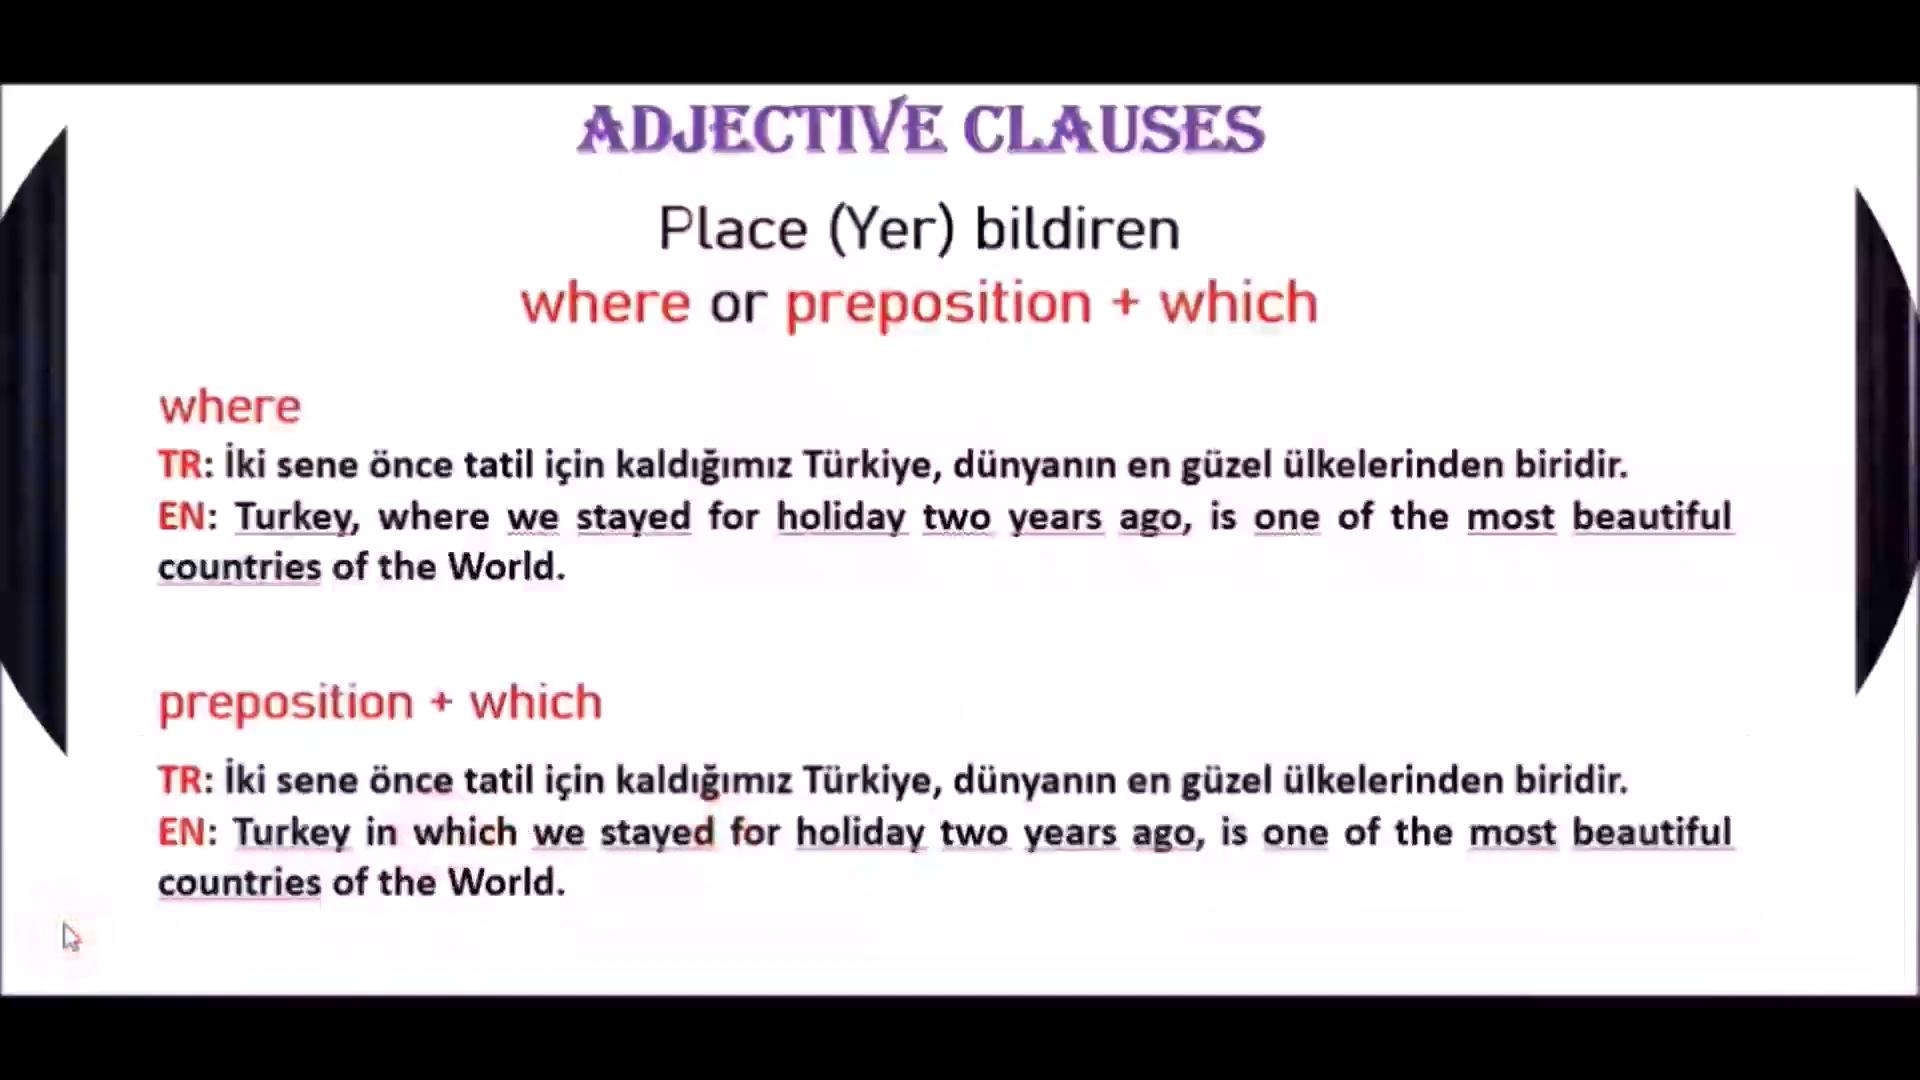 ADJECTIVE CLAUSES
Place (Yer) bildiren
where or preposition + which
where
TR: İki sene önce tatil için kaldığımız Türkiye, dünyanın en güzel ülkelerinden biridir.
EN: Turkey, where we stayed for holiday two years ago, is one of the most beautiful
countries of the World.
preposition + which
TR: İki sene önce tatil için kaldığımız Türkiye, dünyanın en güzel ülkelerinden biridir.
EN: Turkey in which we stayed for holiday two years ago, is one of the most beautiful
countries of the World.